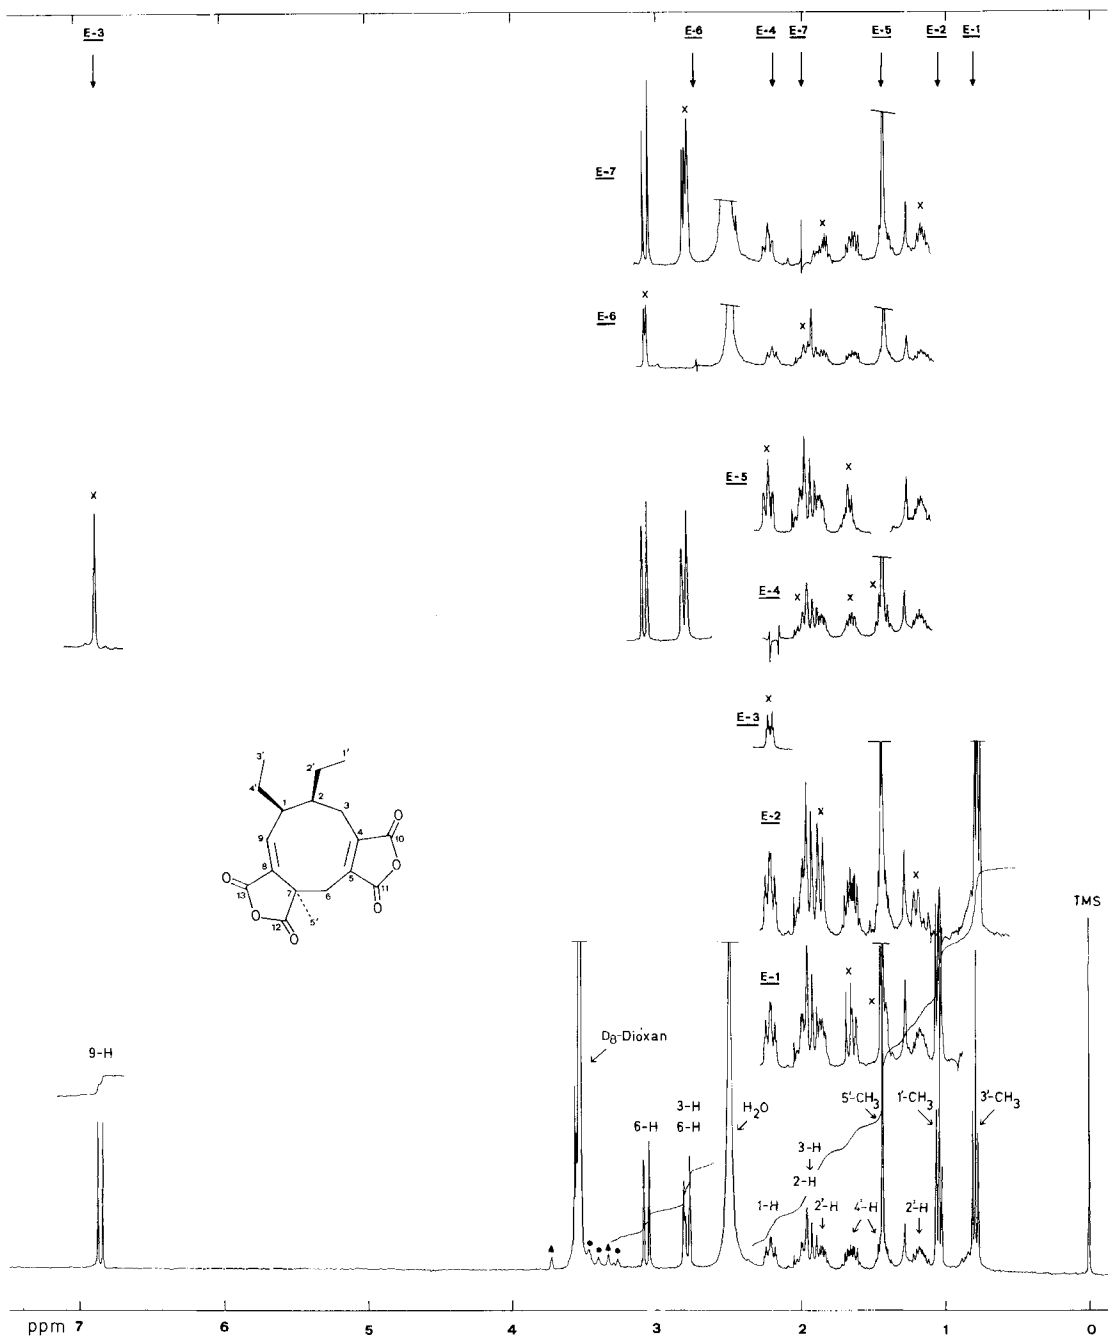 E-3 E-6 E-4 E-7 E-5 E-2 E-1
x
E-7
x
x
x
E-6
x
x
E-5
x
x
E-4
x
x
x
x
E-3
x
3' 1'
2'
4'
1 2
3
9
4
10
8
5
13
7
6
11
12
5'
O O O O O O
E-2
x
x
TMS
E-1
x
x
D8-Dioxan
9-H
6-H
3-H
6-H
H2O
5'-CH3
1'-CH3
3'-CH3
3-H
2-H
1-H
2'-H
4'-H
2'-H
ppm 7 6 5 4 3 2 1 0